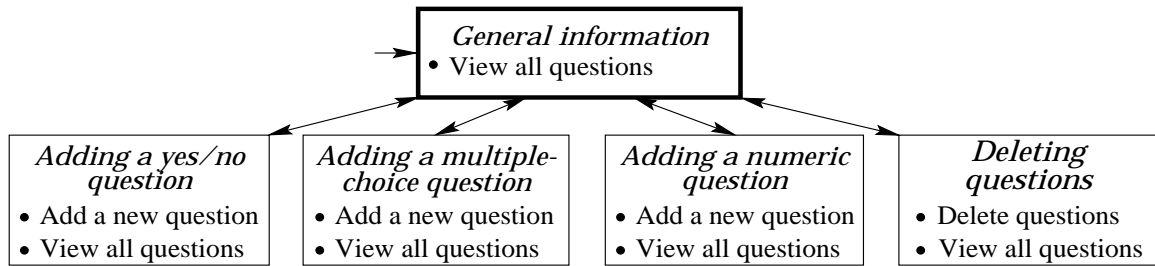 General information
• View all questions
Adding a yes/no
question
• Add a new question
• View all questions
Adding a multiple-
choice question
• Add a new question
• View all questions
Adding a numeric
question
• Add a new question
• View all questions
Deleting
questions
• Delete questions
• View all questions